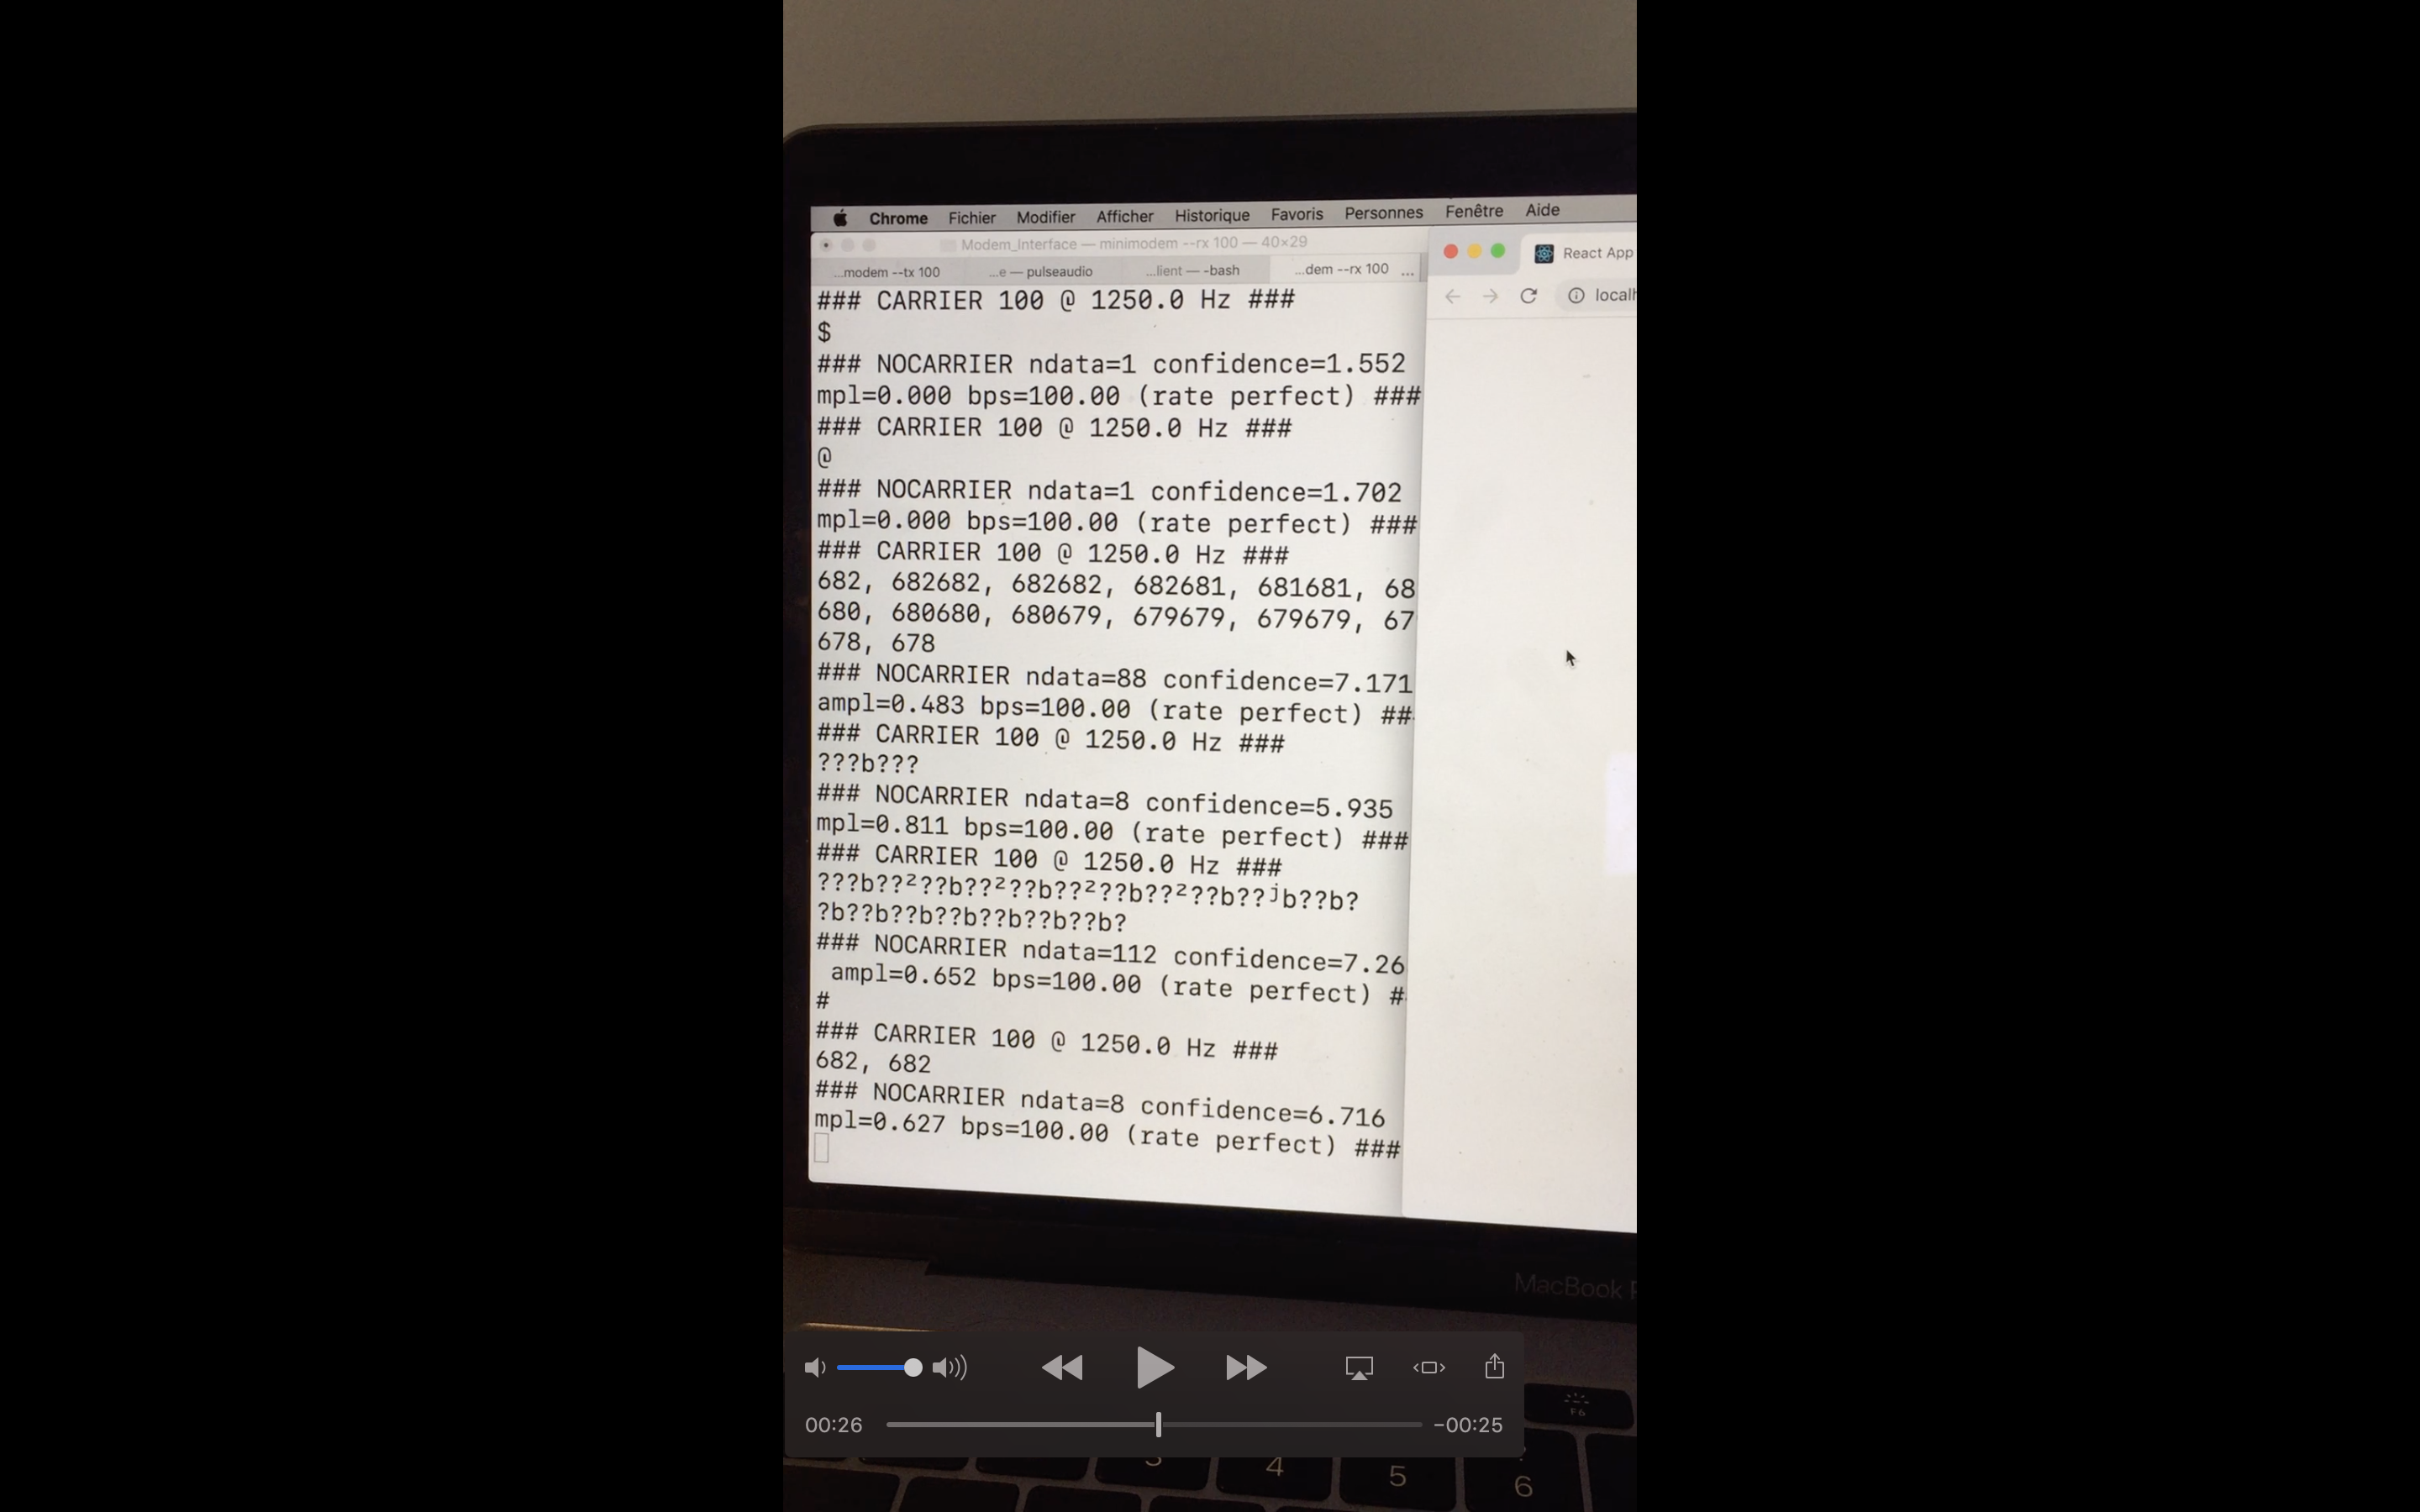 Chrome Fichier Modifier Afficher Historique Favoris Personnes Fenêtre Aide
Modem_Interface — minimodem --rx 100 — 40×29
...modem --tx 100 ...e — pulseaudio ...lient — -bash ...dem --rx 100 ...
React App
### CARRIER 100 @ 1250.0 Hz ###
$
### NOCARRIER ndata=1 confidence=1.552
mpl=0.000 bps=100.00 (rate perfect) ###
### CARRIER 100 @ 1250.0 Hz ###
@
### NOCARRIER ndata=1 confidence=1.702
mpl=0.000 bps=100.00 (rate perfect) ###
### CARRIER 100 @ 1250.0 Hz ###
682, 682682, 682682, 682681, 681681, 68
680, 680680, 680679, 679679, 679679, 67
678, 678
### NOCARRIER ndata=88 confidence=7.171
ampl=0.483 bps=100.00 (rate perfect) ##
### CARRIER 100 @ 1250.0 Hz ###
???b???
### NOCARRIER ndata=8 confidence=5.935
mpl=0.811 bps=100.00 (rate perfect) ###
### CARRIER 100 @ 1250.0 Hz ###
???b??²??b??²??b??²??b??²??b??ʲb??b?
?b??b??b??b??b??b??b?
### NOCARRIER ndata=112 confidence=7.26
ampl=0.652 bps=100.00 (rate perfect) #
#
### CARRIER 100 @ 1250.0 Hz ###
682, 682
### NOCARRIER ndata=8 confidence=6.716
mpl=0.627 bps=100.00 (rate perfect) ###
MacBook
00:26 −00:25
F6
3 4 5 6